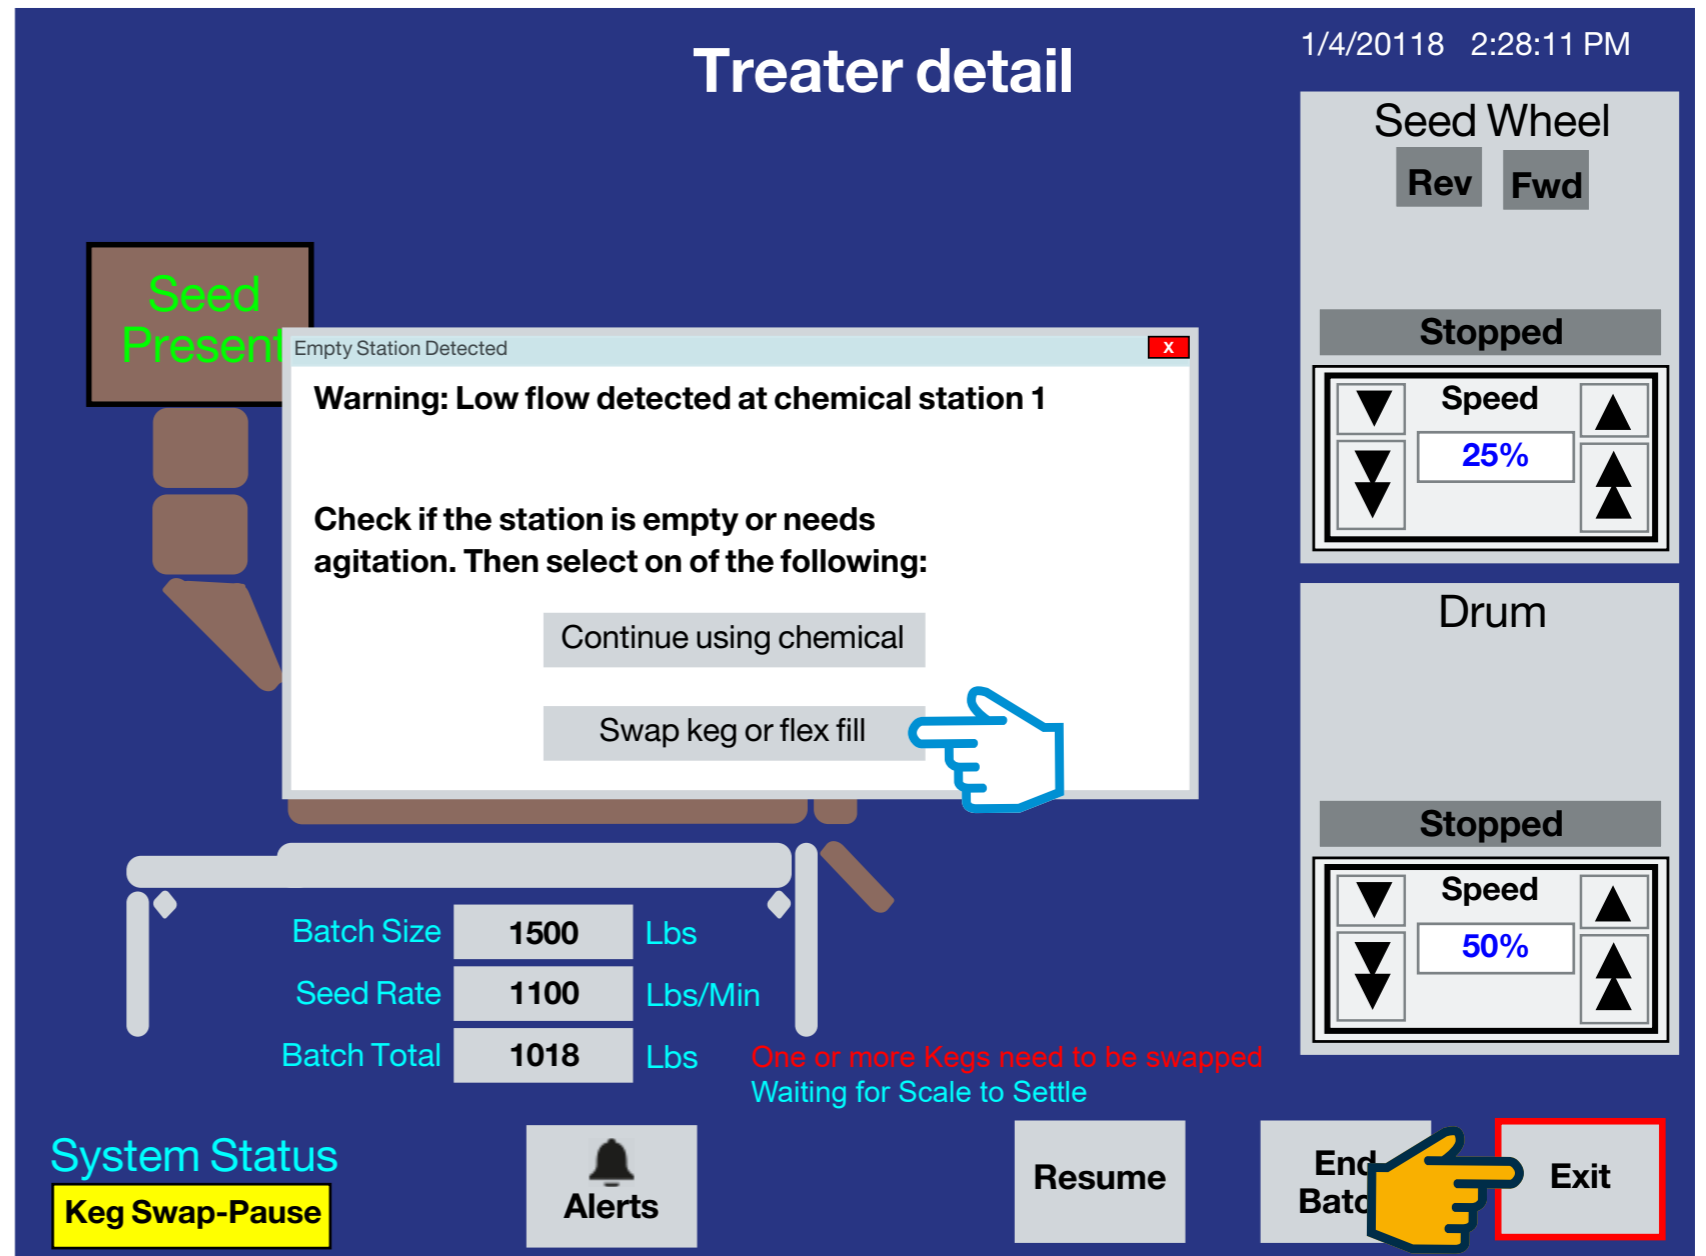 Treater detail
1/4/20118 2:28:11 PM
Seed Wheel
Rev Fwd
Stopped
Speed
25%
Drum
Stopped
Speed
50%
Seed
Present
Empty Station Detected
X
Warning: Low flow detected at chemical station 1
Check if the station is empty or needs
agitation. Then select on of the following:
Continue using chemical
Swap keg or flex fill
Batch Size 1500 Lbs
Seed Rate 1100 Lbs/Min
Batch Total 1018 Lbs
One or more Kegs need to be swapped
Waiting for Scale to Settle
System Status
Keg Swap-Pause
Alerts
Resume
End
Batc
Exit